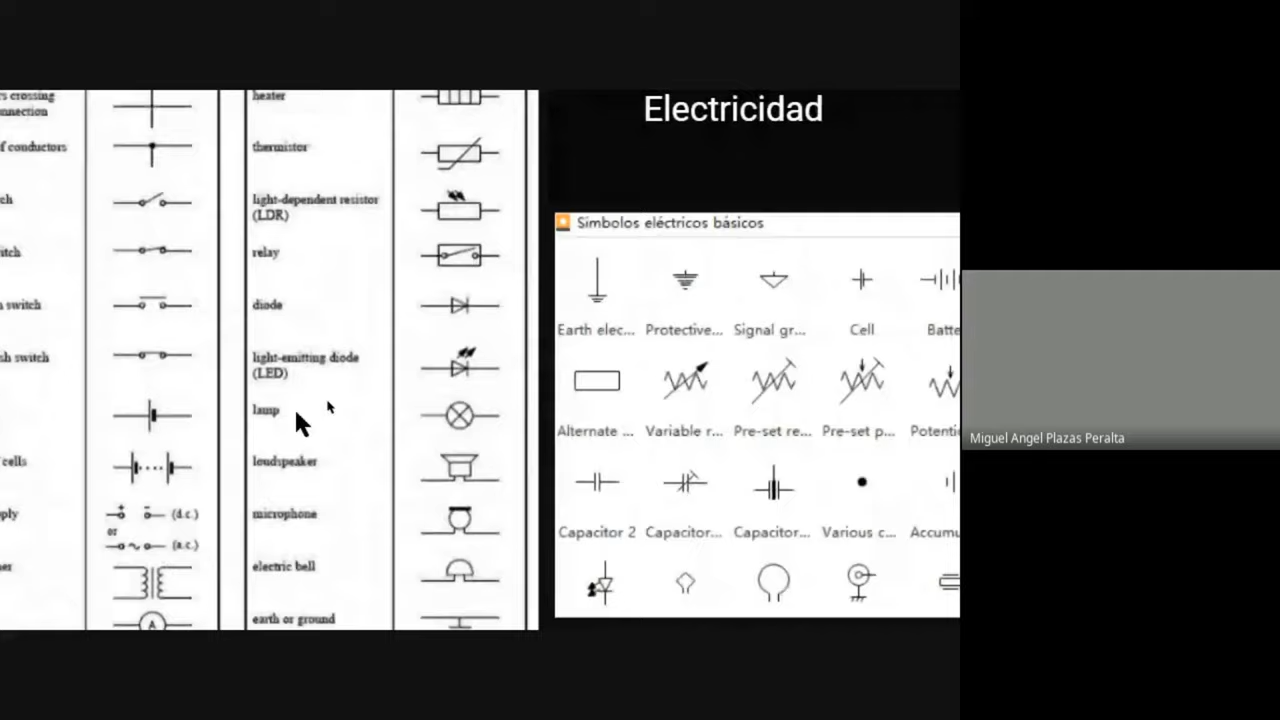 rs crossing
nnection
f conductors
ch
itch
n switch
sh switch
cells
pply
(d.c.)
or
(a.c.)
ner
A
heater
thermistor
light-dependent resistor
(LDR)
relay
diode
light-emitting diode
(LED)
lamp
loudspeaker
microphone
electric bell
earth or ground
Electricidad
Símbolos eléctricos básicos
Earth elec... Protective... Signal gr... Cell Batte
Alternate ... Variable r... Pre-set re... Pre-set p... Potenti
Capacitor 2 Capacitor... Capacitor... Various c... Accumu
Miguel Angel Plazas Peralta